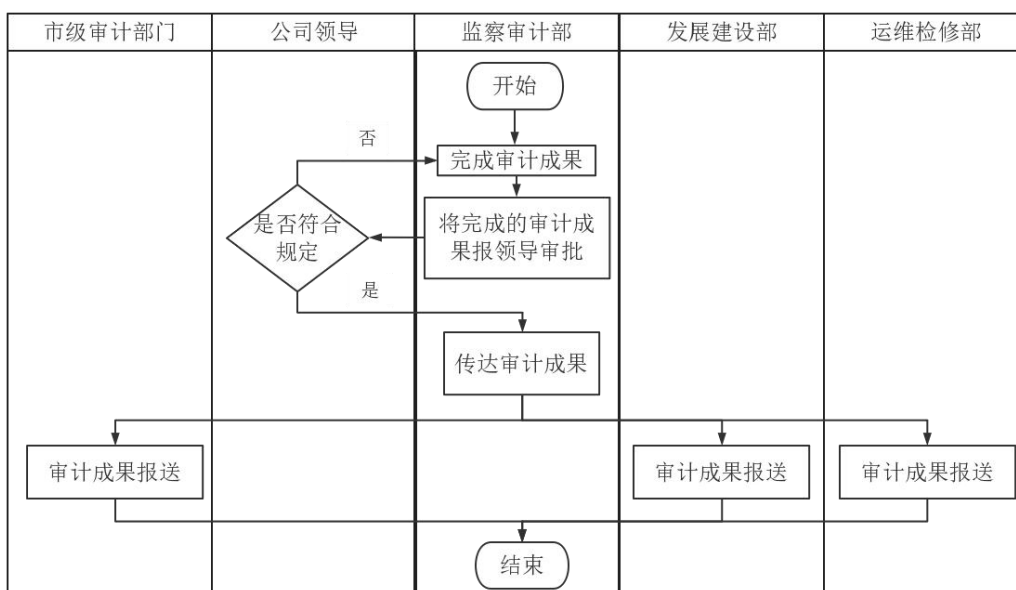 市级审计部门
公司领导
监察审计部
发展建设部
运维检修部
开始
否
完成审计成果
是否符合
规定
将完成的审计成
果报领导审批
是
传达审计成果
审计成果报送
审计成果报送
审计成果报送
结束